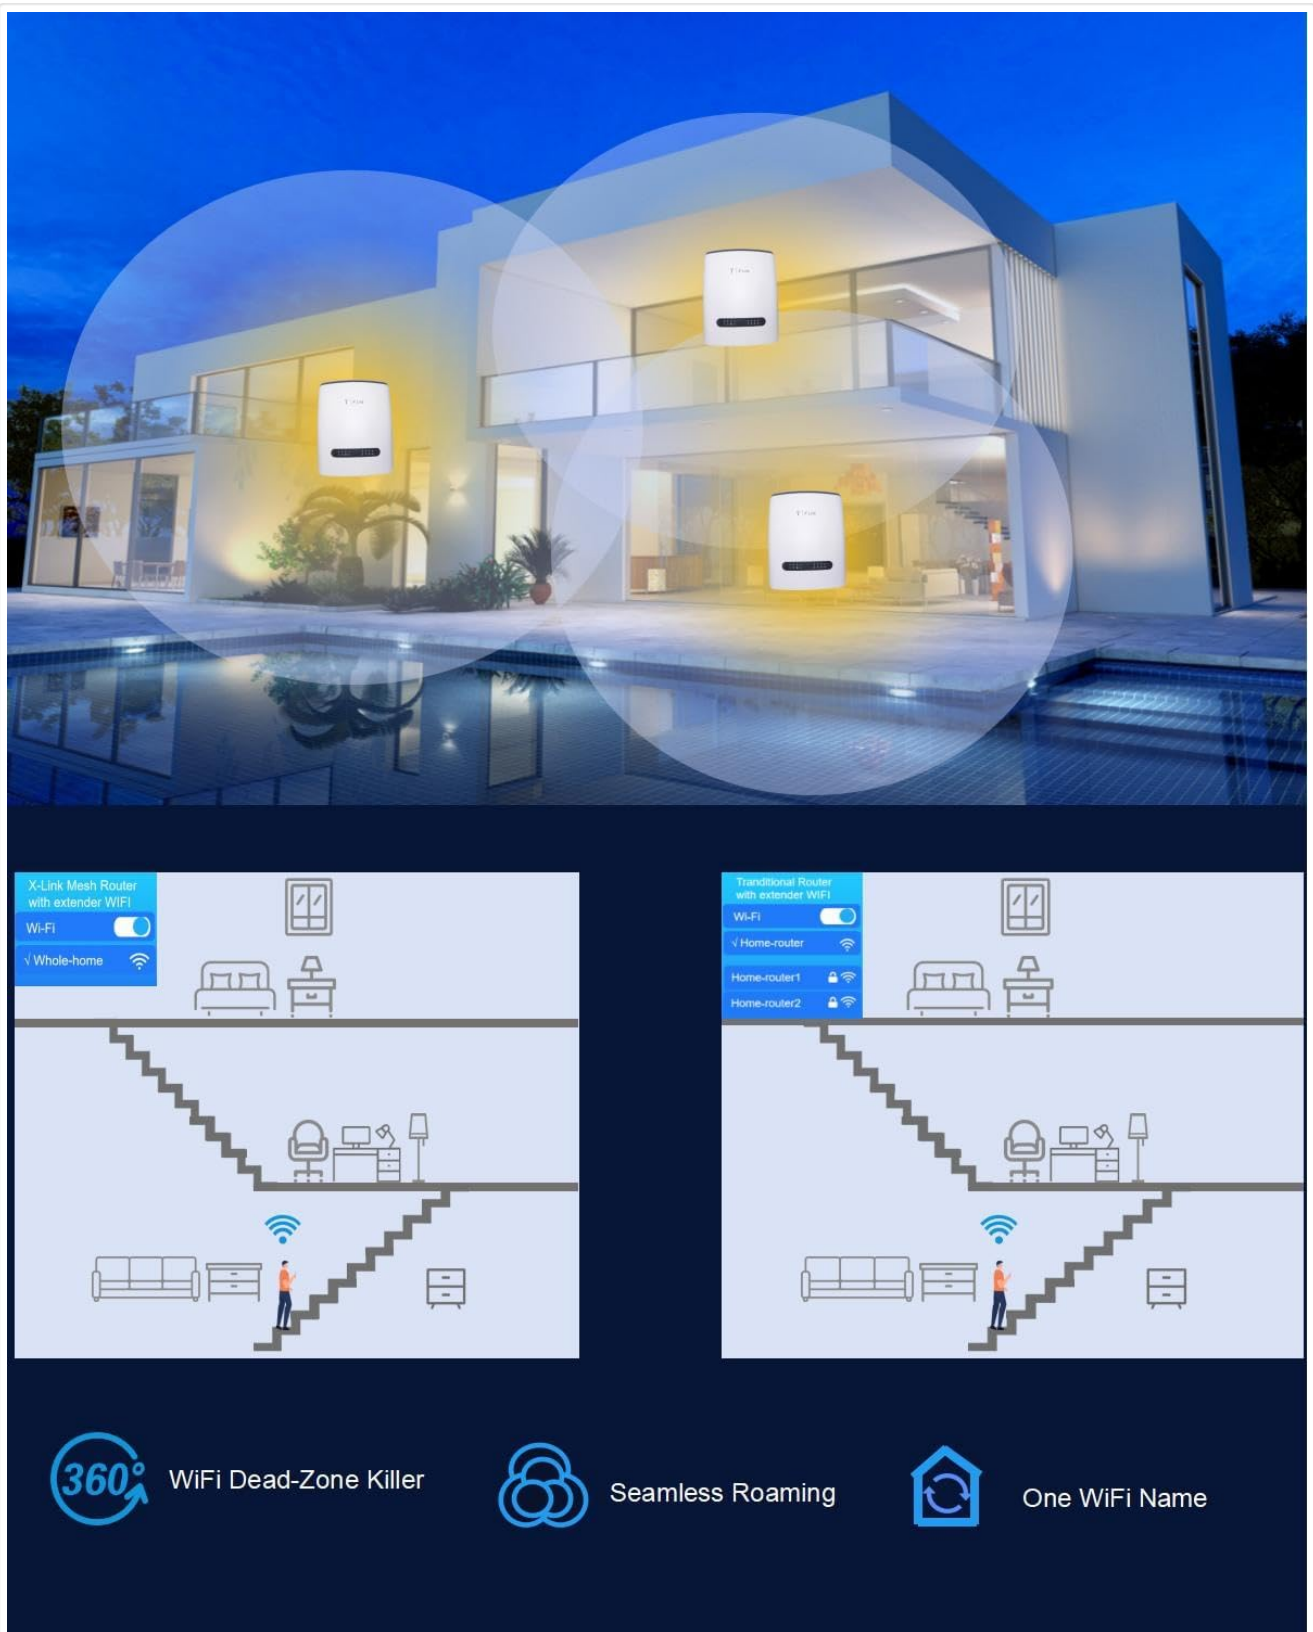 X-Link Mesh Router
with extender WIFI
Wi-Fi
√ Whole-home
Tranditional Router
with extender WIFI
Wi-Fi
√ Home-router
Home-router1
Home-router2
360°
WiFi Dead-Zone Killer
Seamless Roaming
One WiFi Name